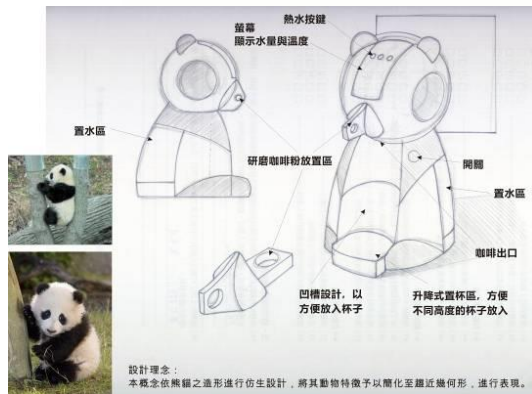 熱水按鍵
螢幕
顯示水量與溫度
置水區
研磨咖啡粉放置區
開關
置水區
咖啡出口
凹槽設計，以
方便放入杯子
升降式置杯區，方便
不同高度的杯子放入
設計理念：
本概念依熊貓之造形進行仿生設計，將其動物特徵予以簡化至趨近幾何形，進行表現。